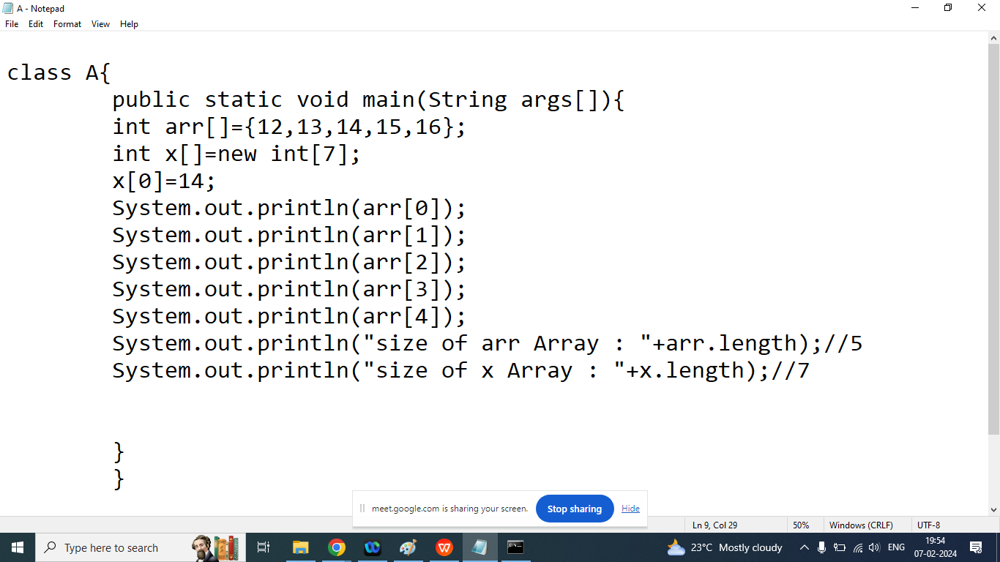 A - Notepad
File Edit Format View Help
class A{
public static void main(String args[]){
int arr[]={12,13,14,15,16};
int x[]=new int[7];
x[0]=14;
System.out.println(arr[0]);
System.out.println(arr[1]);
System.out.println(arr[2]);
System.out.println(arr[3]);
System.out.println(arr[4]);
System.out.println("size of arr Array : "+arr.length);//5
System.out.println("size of x Array : "+x.length);//7
}
}
meet.google.com is sharing your screen. Stop sharing Hide
Ln 9, Col 29 50% Windows (CRLF) UTF-8
Type here to search 23°C Mostly cloudy ENG 19:54
07-02-2024